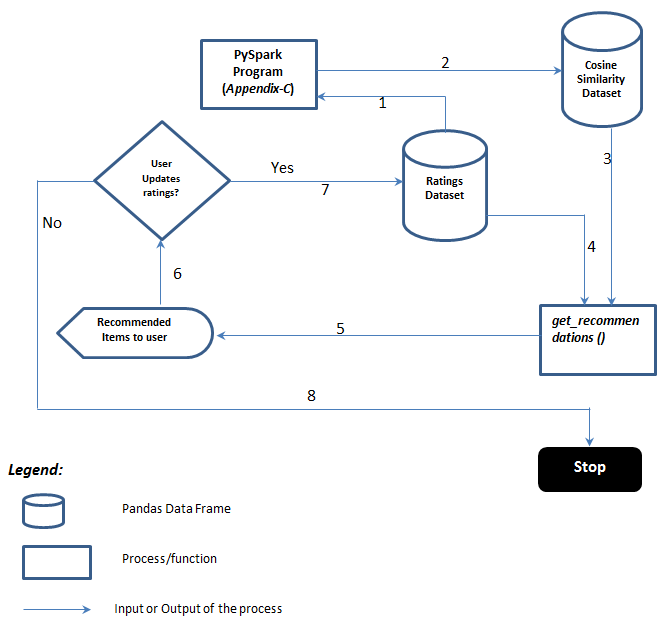 PySpark
Program
(Appendix-C)
2
Cosine
Similarity
Dataset
1
3
User
Updates
ratings?
Yes
7
Ratings
Dataset
No
4
6
Recommended
Items to user
5
get_recommen
dations ()
8
Stop
Legend:
Pandas Data Frame
Process/function
Input or Output of the process